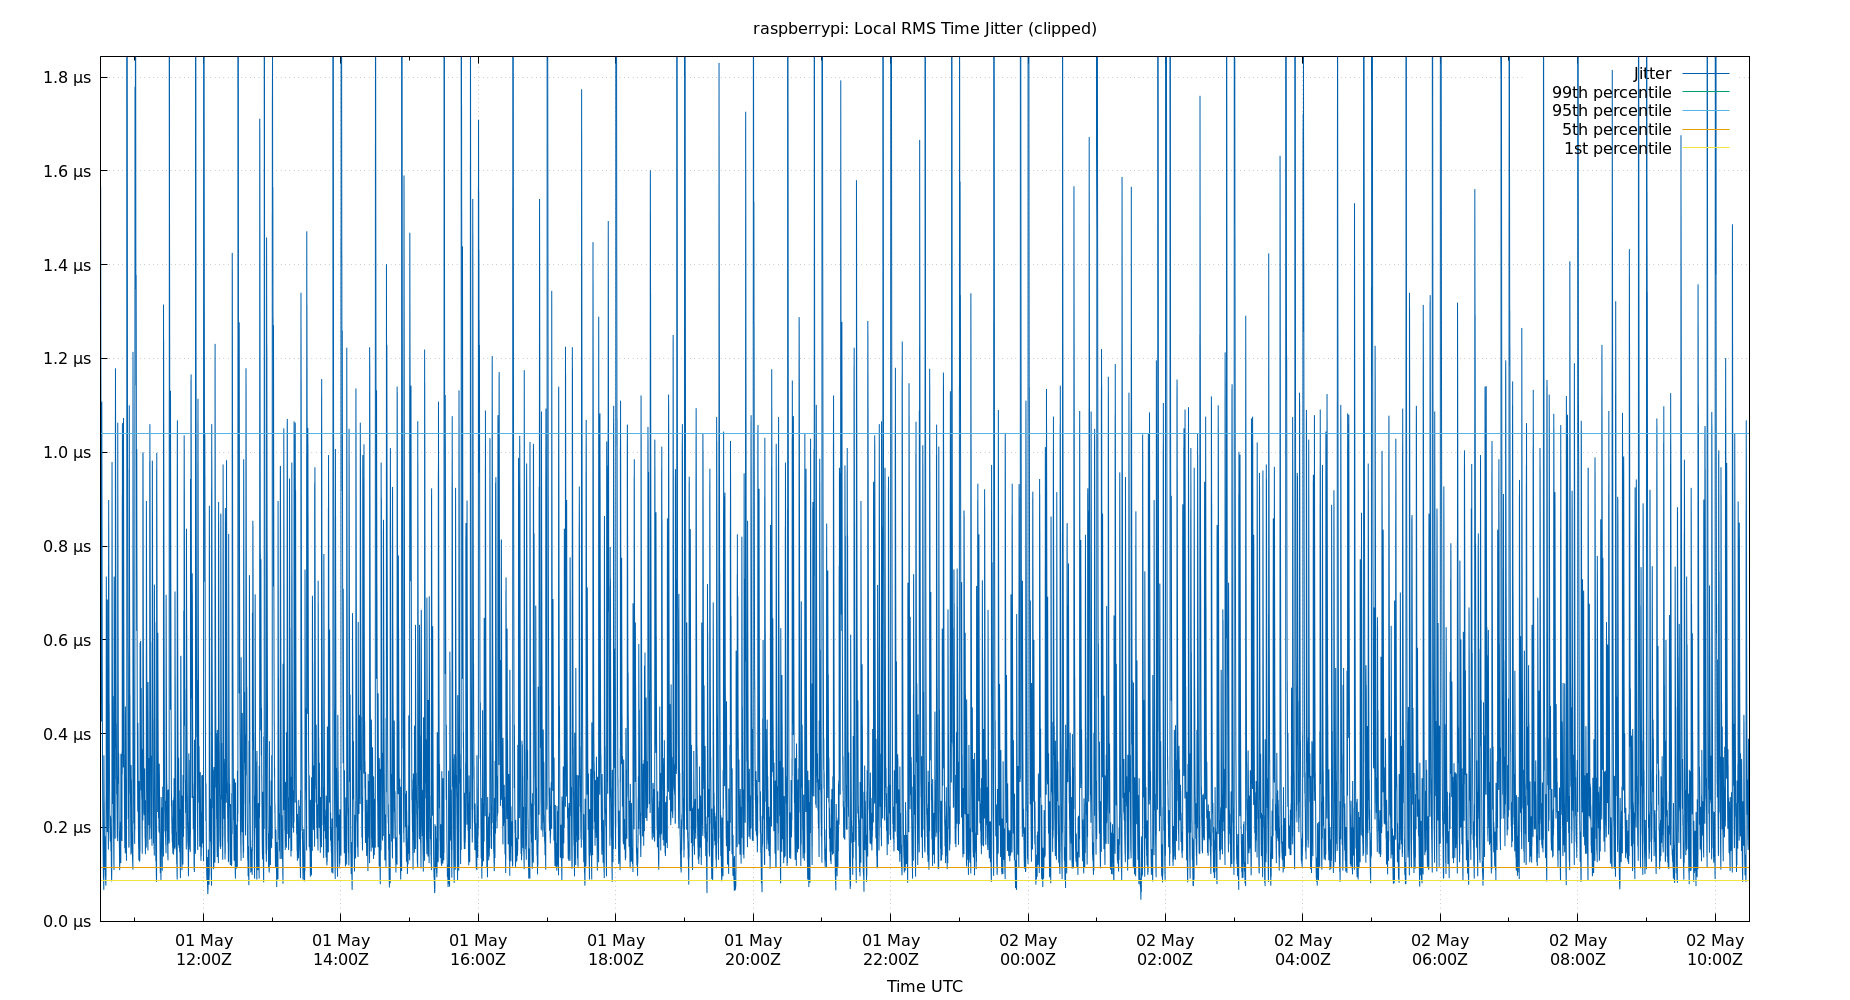 raspberrypi: Local RMS Time Jitter (clipped)
1.8 µs
1.6 µs
1.4 µs
1.2 µs
1.0 µs
0.8 µs
0.6 µs
0.4 µs
0.2 µs
0.0 µs
Jitter
99th percentile
95th percentile
5th percentile
1st percentile
01 May 01 May 01 May 01 May 01 May 01 May 02 May 02 May 02 May 02 May 02 May 02 May
12:00Z 14:00Z 16:00Z 18:00Z 20:00Z 22:00Z 00:00Z 02:00Z 04:00Z 06:00Z 08:00Z 10:00Z
Time UTC